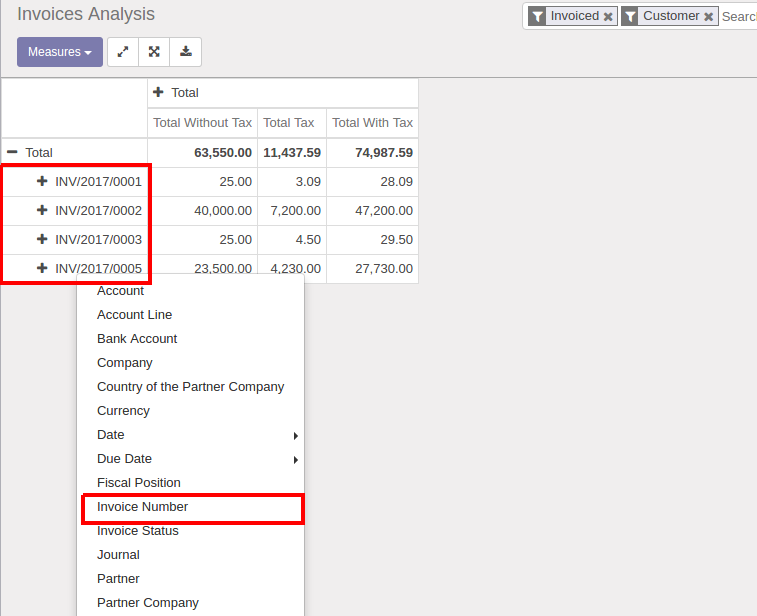 Invoices Analysis
Invoiced Customer Search
Measures
Total
Total Without Tax Total Tax Total With Tax
Total 63,550.00 11,437.59 74,987.59
INV/2017/0001 25.00 3.09 28.09
INV/2017/0002 40,000.00 7,200.00 47,200.00
INV/2017/0003 25.00 4.50 29.50
INV/2017/0005 23,500.00 4,230.00 27,730.00
Account
Account Line
Bank Account
Company
Country of the Partner Company
Currency
Date
Due Date
Fiscal Position
Invoice Number
Invoice Status
Journal
Partner
Partner Company